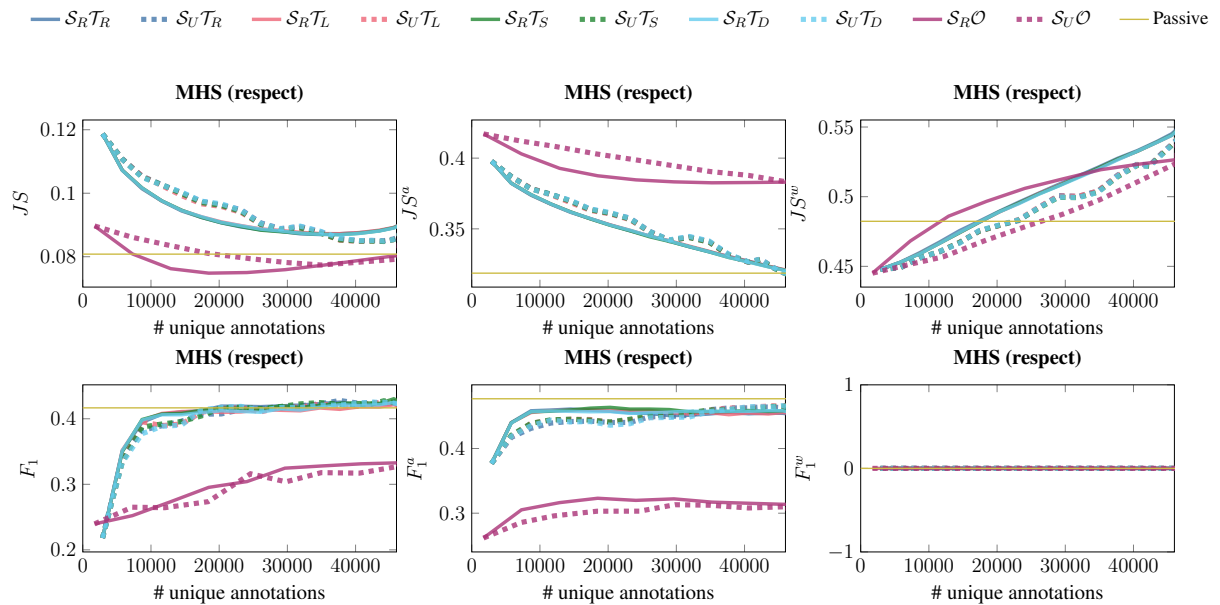 𝒮_R𝒯_R 𝒮_U𝒯_R 𝒮_R𝒯_L 𝒮_U𝒯_L 𝒮_R𝒯_S 𝒮_U𝒯_S 𝒮_R𝒯_D 𝒮_U𝒯_D 𝒮_R𝒪 𝒮_U𝒪 Passive
MHS (respect)
JS
0.12
0.1
0.08
0 10000 20000 30000 40000
# unique annotations
MHS (respect)
JS^a
0.4
0.35
0 10000 20000 30000 40000
# unique annotations
MHS (respect)
JS^w
0.55
0.5
0.45
0 10000 20000 30000 40000
# unique annotations
MHS (respect)
F_1
0.4
0.3
0.2
0 10000 20000 30000 40000
# unique annotations
MHS (respect)
F_1^a
0.4
0.3
0 10000 20000 30000 40000
# unique annotations
MHS (respect)
F_1^w
1
0
−1
0 10000 20000 30000 40000
# unique annotations